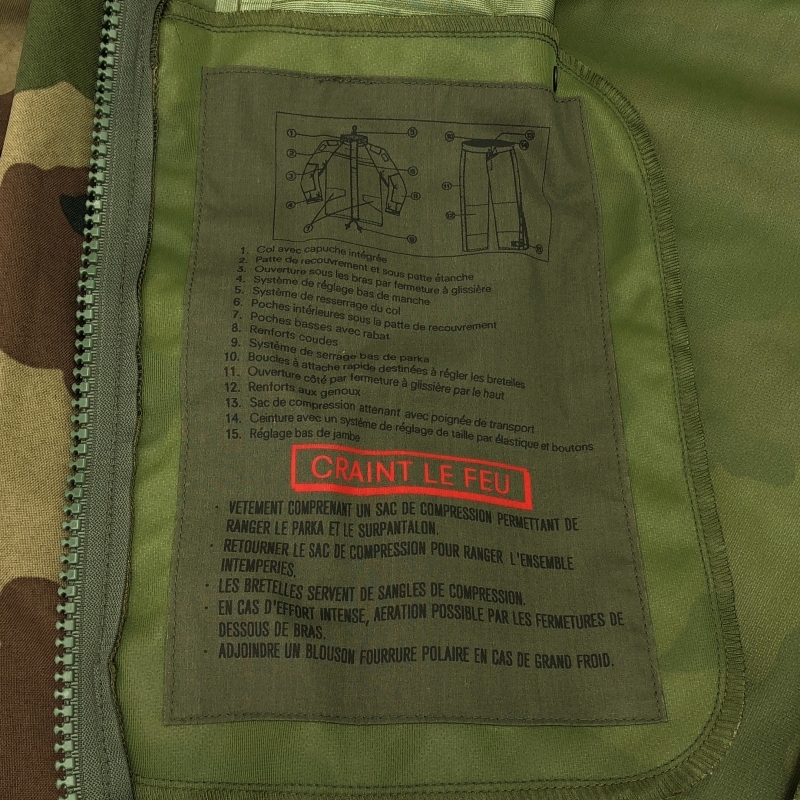 1. Col avec capuche intégrée
2. Patte de recouvrement et sous patte étanche
3. Ouverture sous les bras par fermeture à glissière
4. Système de réglage bas de manche
5. Système de resserrage du col
6. Poches intérieures sous la patte de recouvrement
7. Poches basses avec rabat
8. Renforts coudes
9. Système de serrage bas de parka
10. Boucles à attache rapide destinées à régler les bretelles
11. Ouverture côté par fermeture à glissière par le haut
12. Renforts aux genoux
13. Sac de compression attenant avec poignée de transport
14. Ceinture avec un système de réglage de taille par élastique et boutons
15. Réglage bas de jambe
CRAINT LE FEU
· VETEMENT COMPRENANT UN SAC DE COMPRESSION PERMETTANT DE
RANGER LE PARKA ET LE SURPANTALON.
· RETOURNER LE SAC DE COMPRESSION POUR RANGER L'ENSEMBLE
INTEMPERIES.
· LES BRETELLES SERVENT DE SANGLES DE COMPRESSION.
· EN CAS D'EFFORT INTENSE, AERATION POSSIBLE PAR LES FERMETURES DE
DESSOUS DE BRAS.
· ADJOINDRE UN BLOUSON FOURRURE POLAIRE EN CAS DE GRAND FROID.